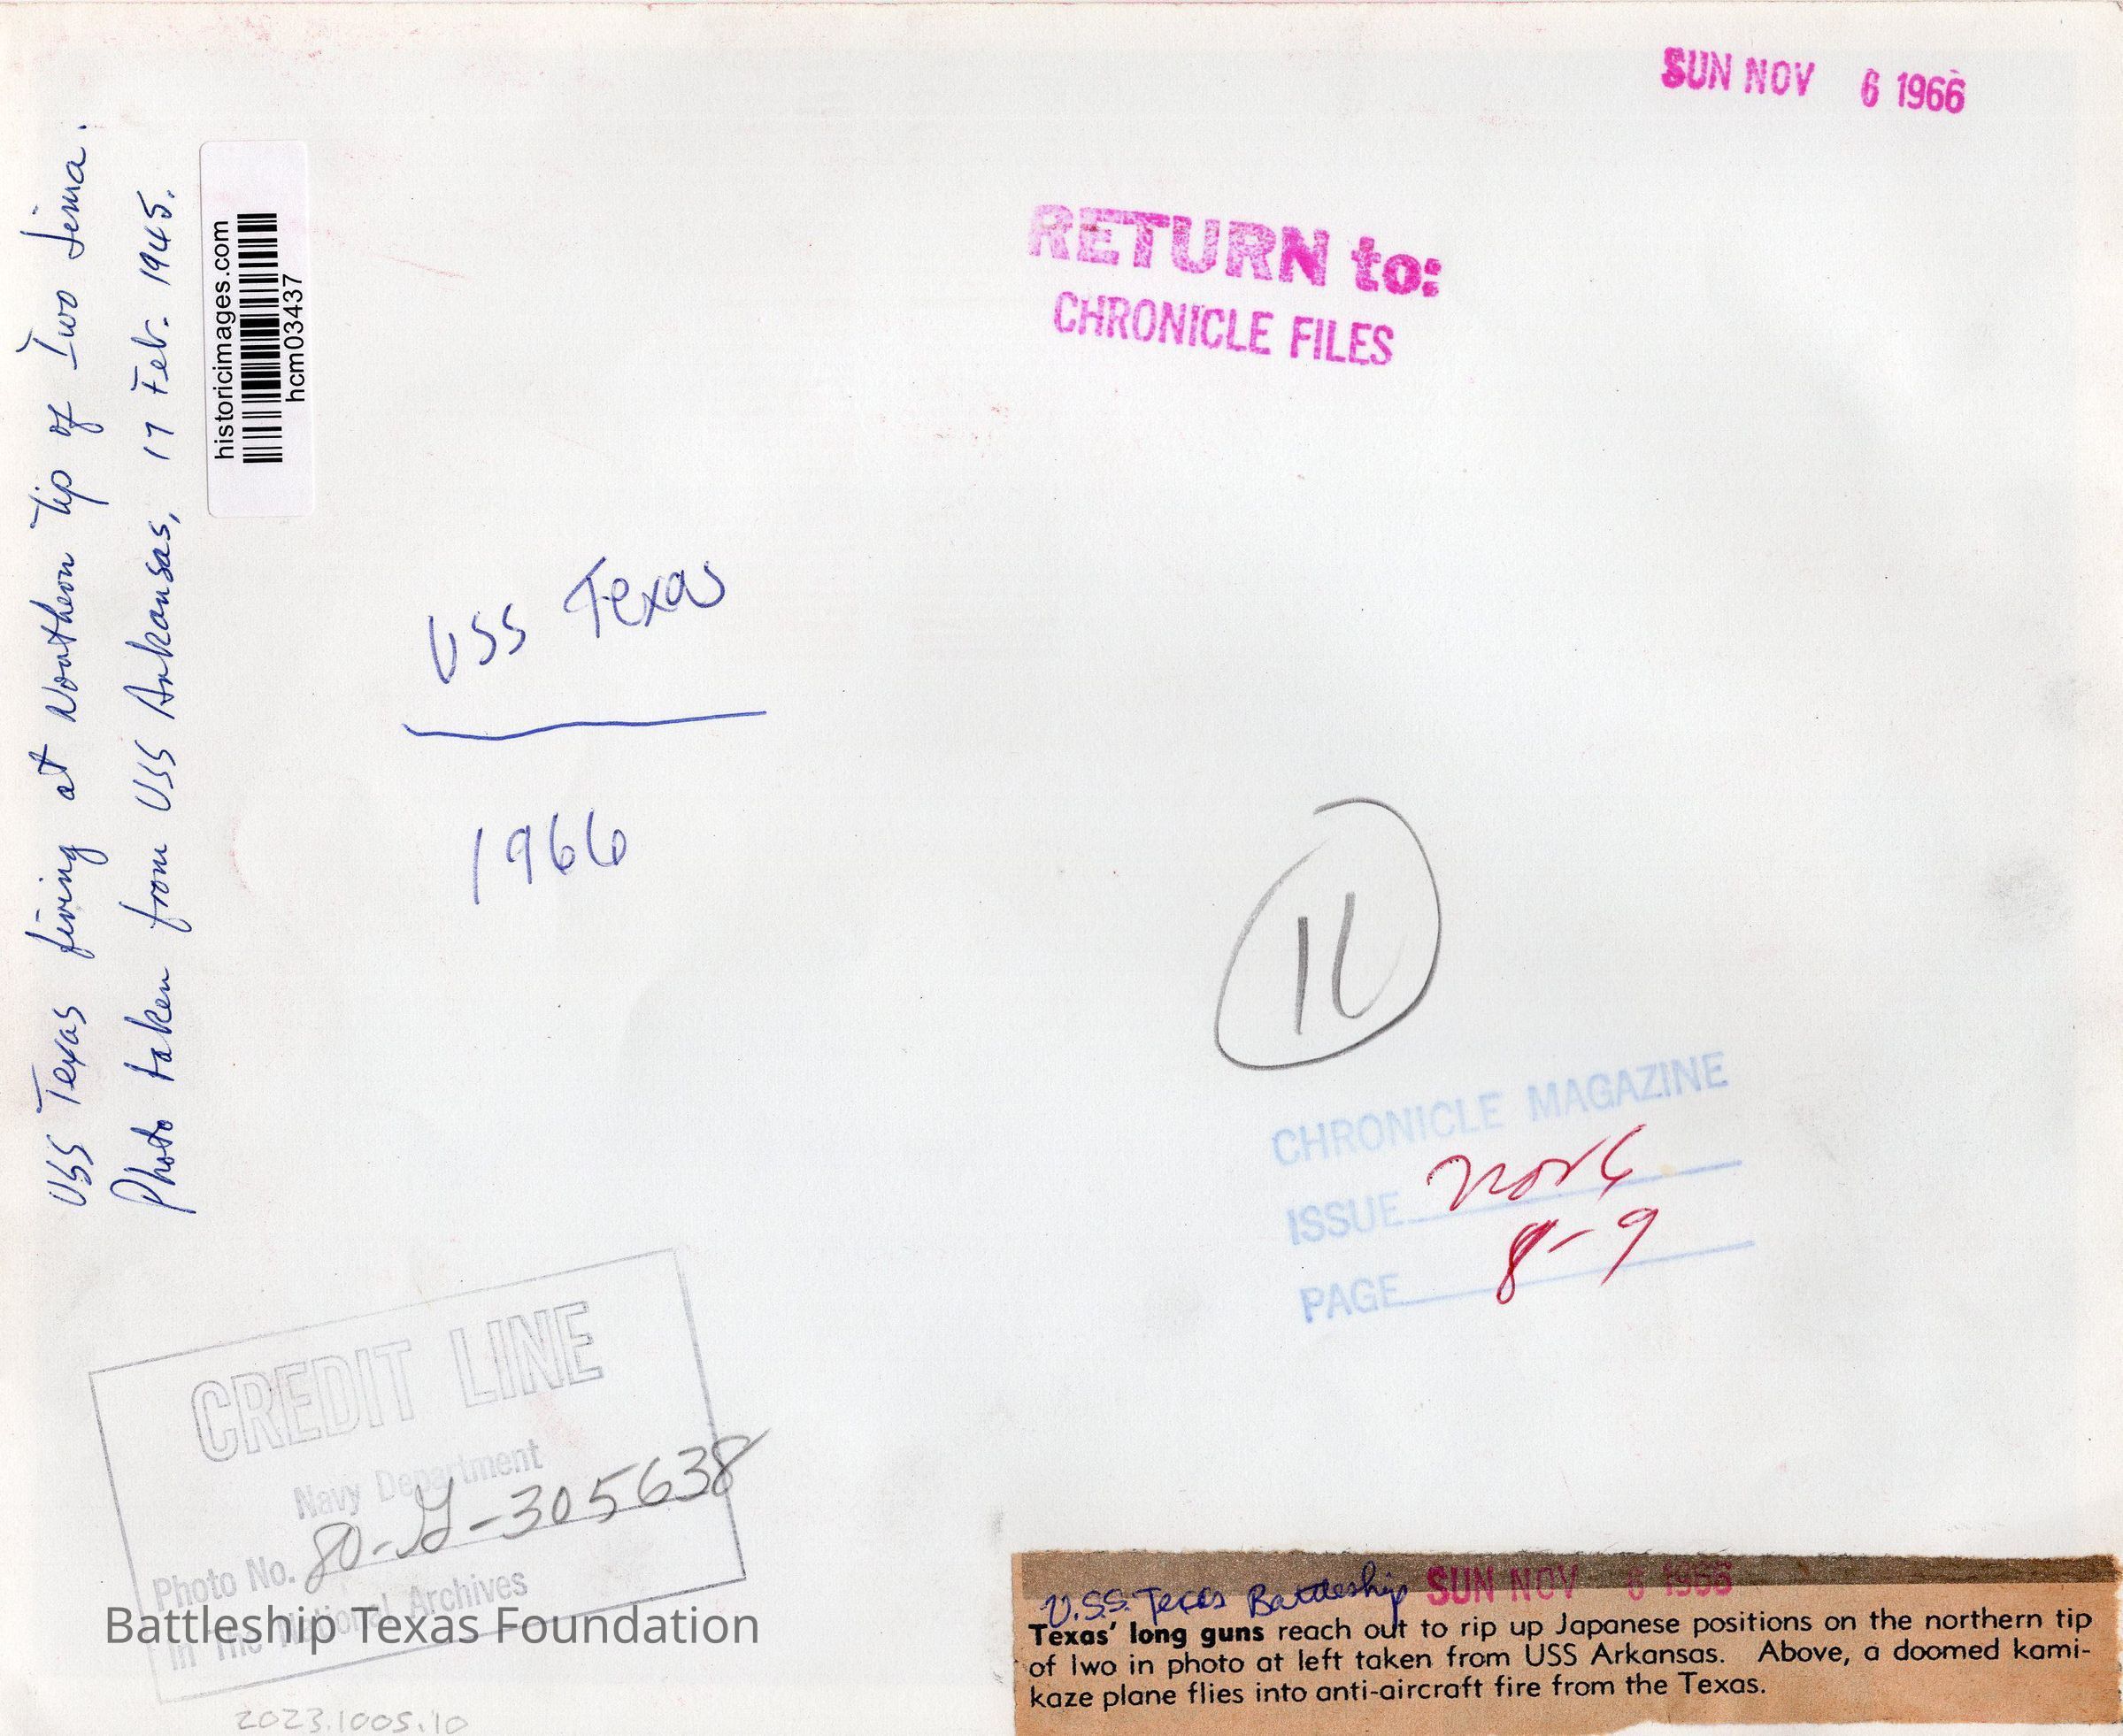 SUN NOV 6 1966
RETURN to:
CHRONICLE FILES
USS Texas firing at Northern tip of Iwo Jima.
Photo taken from USS Arkansas, 17 Feb. 1945.
historicimages.com
hcm03437
USS Texas
1966
11
CHRONICLE MAGAZINE
ISSUE Nov 6
PAGE 8-9
CREDIT LINE
Navy Department
Photo No. 80-G-305638
In The National Archives
Battleship Texas Foundation
2023.1005.10
U.S.S. Texas Battleship SUN NOV 6 1966
Texas' long guns reach out to rip up Japanese positions on the northern tip
of Iwo in photo at left taken from USS Arkansas. Above, a doomed kami-
kaze plane flies into anti-aircraft fire from the Texas.